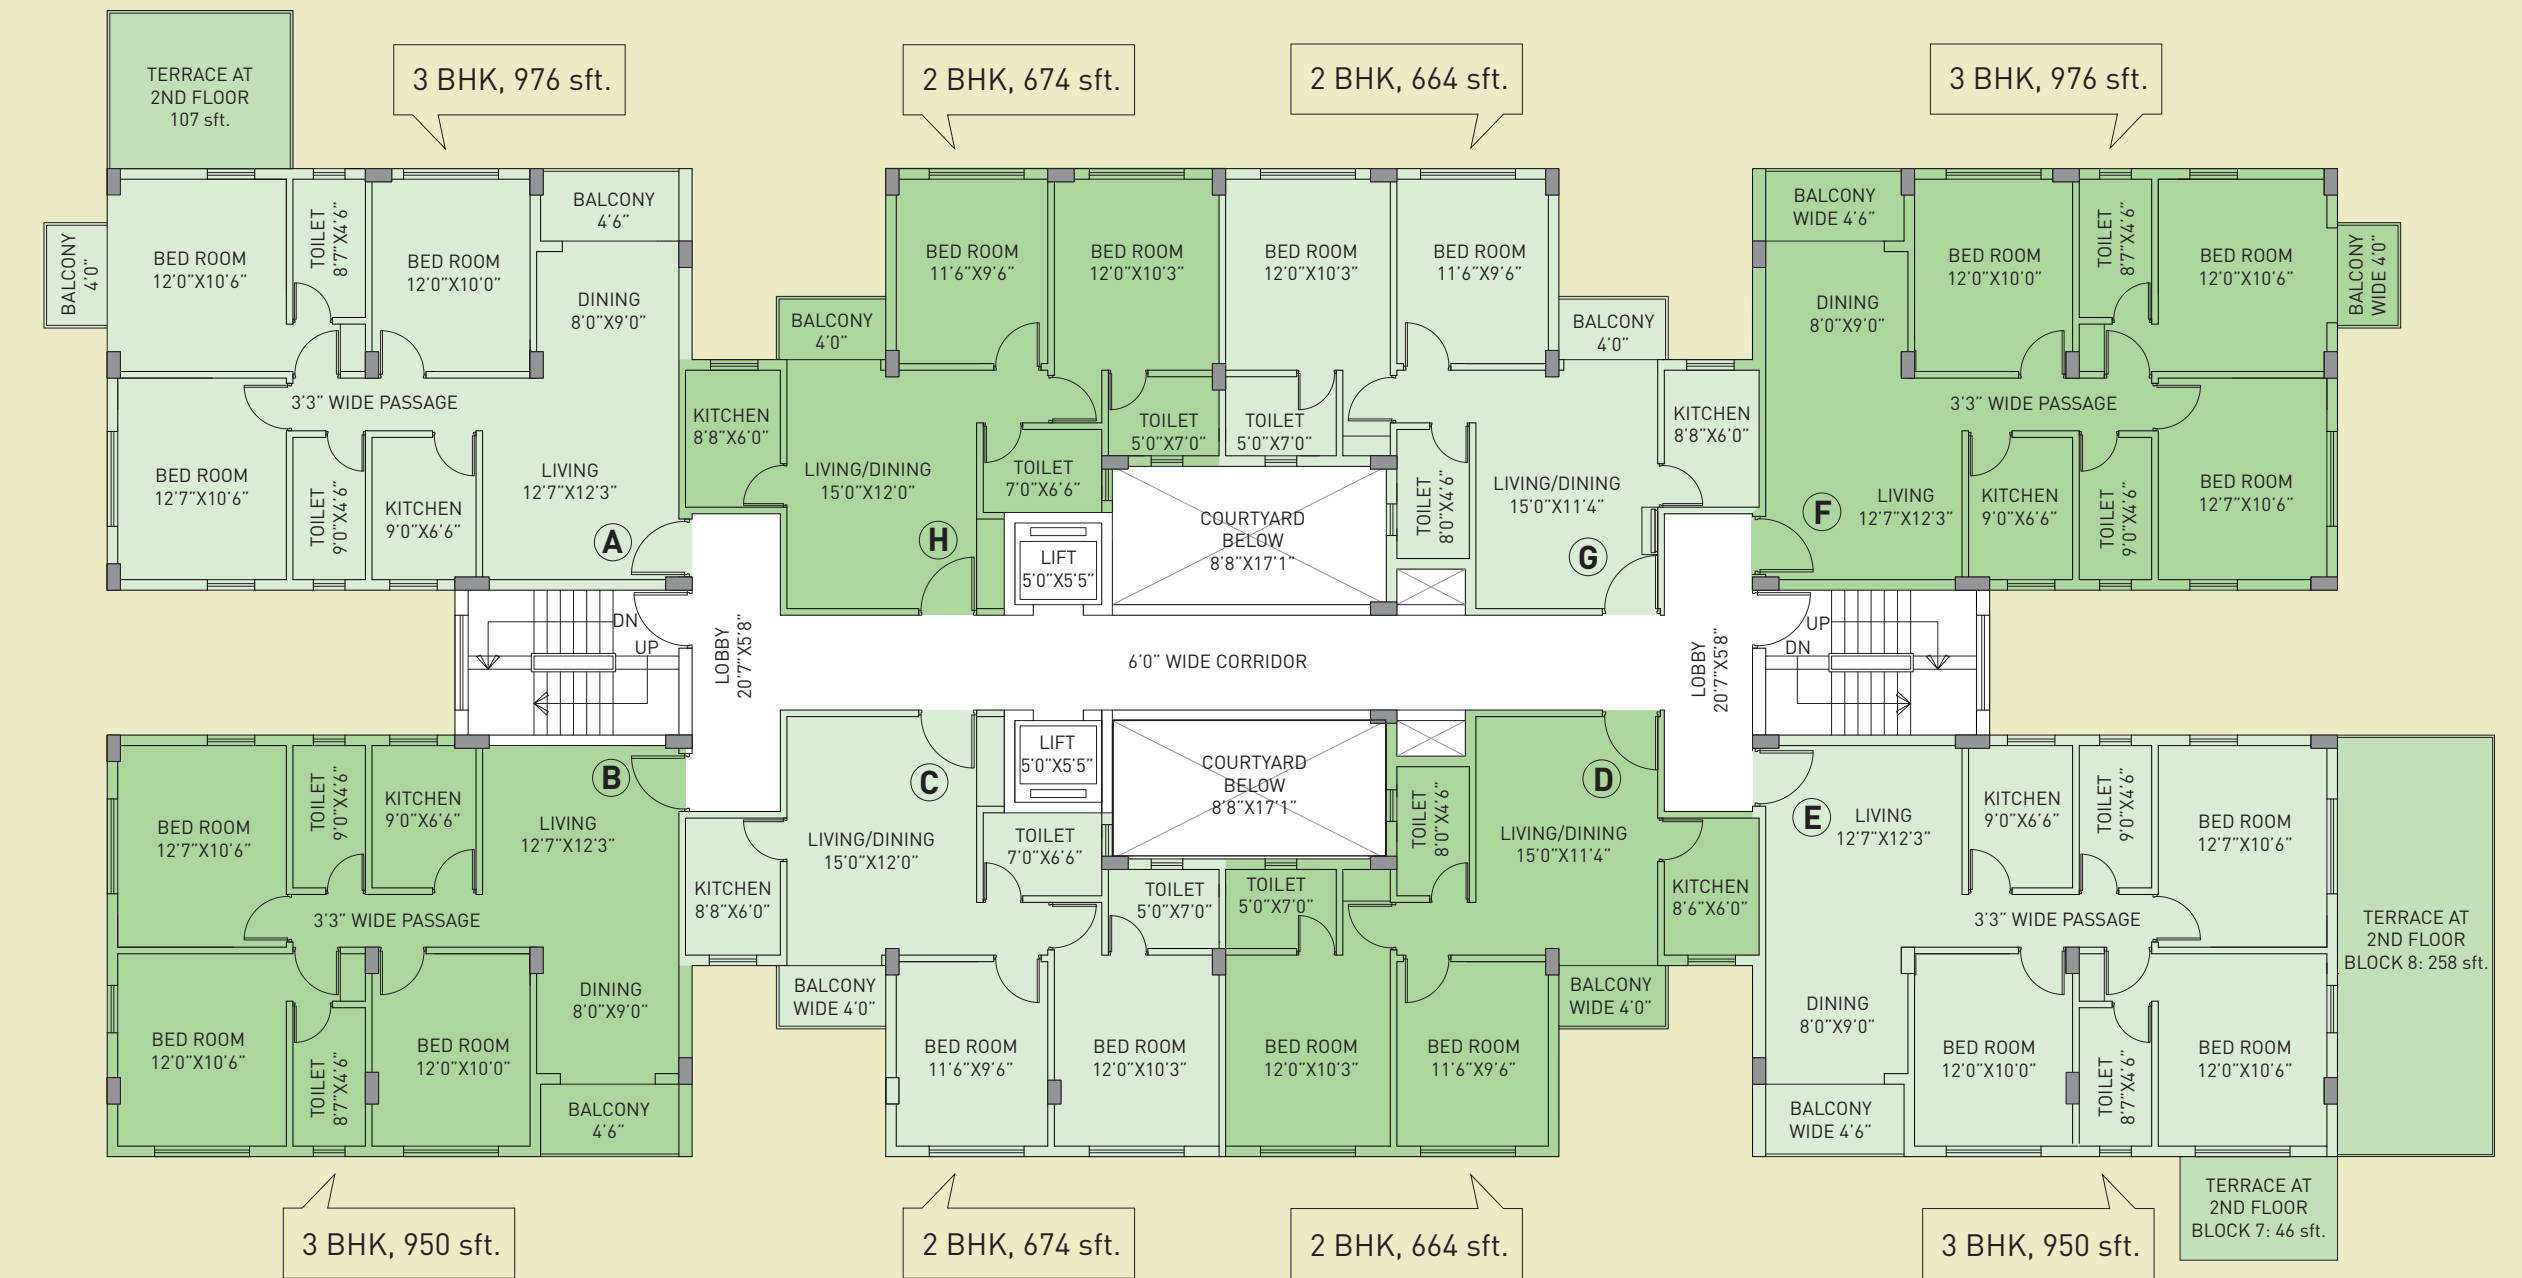 TERRACE AT
2ND FLOOR
107 sft.
3 BHK, 976 sft.
2 BHK, 674 sft.
2 BHK, 664 sft.
3 BHK, 976 sft.
BALCONY
4'0"
BED ROOM
12'0"X10'6"
TOILET
8'7"X4'6"
BED ROOM
12'0"X10'0"
BALCONY
4'6"
DINING
8'0"X9'0"
3'3" WIDE PASSAGE
BED ROOM
12'7"X10'6"
TOILET
9'0"X4'6"
KITCHEN
9'0"X6'6"
LIVING
12'7"X12'3"
A
BALCONY
4'0"
BED ROOM
11'6"X9'6"
BED ROOM
12'0"X10'3"
KITCHEN
8'8"X6'0"
LIVING/DINING
15'0"X12'0"
TOILET
7'0"X6'6"
TOILET
5'0"X7'0"
H
LIFT
5'0"X5'5"
COURTYARD
BELOW
8'8"X17'1"
BED ROOM
12'0"X10'3"
BED ROOM
11'6"X9'6"
BALCONY
4'0"
TOILET
5'0"X7'0"
TOILET
8'0"X4'6"
LIVING/DINING
15'0"X11'4"
KITCHEN
8'8"X6'0"
G
BALCONY
WIDE 4'6"
BED ROOM
12'0"X10'0"
TOILET
8'7"X4'6"
BED ROOM
12'0"X10'6"
BALCONY
WIDE 4'0"
DINING
8'0"X9'0"
3'3" WIDE PASSAGE
F
LIVING
12'7"X12'3"
KITCHEN
9'0"X6'6"
TOILET
9'0"X4'6"
BED ROOM
12'7"X10'6"
DN
UP
LOBBY
20'7"X5'8"
6'0" WIDE CORRIDOR
LOBBY
20'7"X5'8"
UP
DN
BED ROOM
12'7"X10'6"
TOILET
9'0"X4'6"
KITCHEN
9'0"X6'6"
B
LIVING
12'7"X12'3"
3'3" WIDE PASSAGE
BED ROOM
12'0"X10'6"
TOILET
8'7"X4'6"
BED ROOM
12'0"X10'0"
DINING
8'0"X9'0"
BALCONY
4'6"
C
LIFT
5'0"X5'5"
COURTYARD
BELOW
8'8"X17'1"
LIVING/DINING
15'0"X12'0"
TOILET
7'0"X6'6"
KITCHEN
8'8"X6'0"
TOILET
5'0"X7'0"
BALCONY
WIDE 4'0"
BED ROOM
11'6"X9'6"
BED ROOM
12'0"X10'3"
D
TOILET
8'0"X4'6"
LIVING/DINING
15'0"X11'4"
TOILET
5'0"X7'0"
KITCHEN
8'6"X6'0"
BALCONY
WIDE 4'0"
BED ROOM
12'0"X10'3"
BED ROOM
11'6"X9'6"
E
LIVING
12'7"X12'3"
KITCHEN
9'0"X6'6"
TOILET
9'0"X4'6"
BED ROOM
12'7"X10'6"
3'3" WIDE PASSAGE
TERRACE AT
2ND FLOOR
BLOCK 8: 258 sft.
DINING
8'0"X9'0"
BED ROOM
12'0"X10'0"
TOILET
8'7"X4'6"
BED ROOM
12'0"X10'6"
BALCONY
WIDE 4'6"
TERRACE AT
2ND FLOOR
BLOCK 7: 46 sft.
3 BHK, 950 sft.
2 BHK, 674 sft.
2 BHK, 664 sft.
3 BHK, 950 sft.